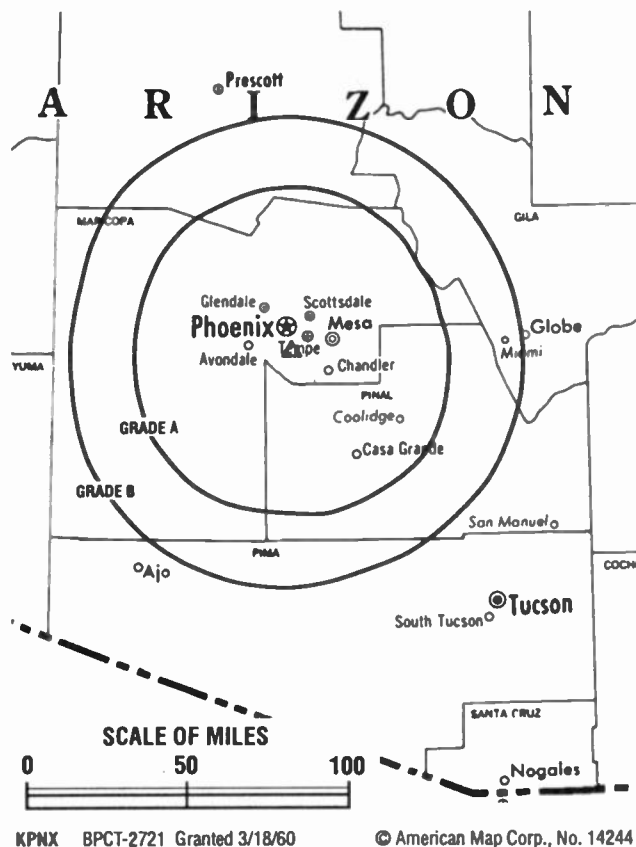 Prescott
A R I Z O N
MARICOPA
GILA
Glendale
Scottsdale
Phoenix
Mesa
Globe
Avondale
Tempe
Miami
YUMA
Chandler
PINAL
Coolidge
GRADE A
Casa Grande
GRADE B
San Manuel
PIMA
COCH
Ajo
Tucson
South Tucson
SANTA CRUZ
SCALE OF MILES
0 50 100
Nogales
KPNX BPCT-2721 Granted 3/18/60 © American Map Corp., No. 14244